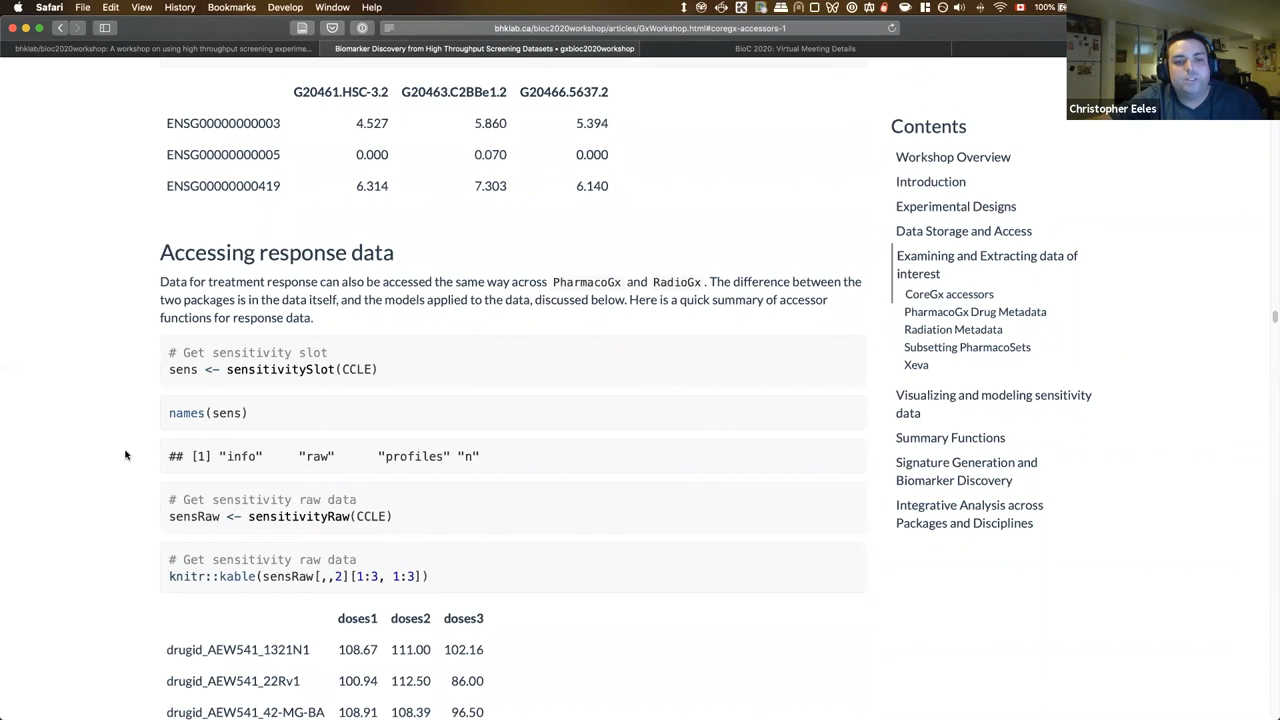 Safari File Edit View History Bookmarks Develop Window Help 100%
bhklab.ca/bioc2020workshop/articles/GxWorkshop.html#coregx-accessors-1
bhklab/bioc2020workshop: A workshop on using high throughput screening experime...
Biomarker Discovery from High Throughput Screening Datasets • gxbioc2020workshop
BioC 2020: Virtual Meeting Details
Christopher Eeles
G20461.HSC-3.2 G20463.C2BBe1.2 G20466.5637.2
ENSG00000000003 4.527 5.860 5.394
ENSG00000000005 0.000 0.070 0.000
ENSG00000000419 6.314 7.303 6.140
Accessing response data
Data for treatment response can also be accessed the same way across PharmacoGx and RadioGx . The difference between the
two packages is in the data itself, and the models applied to the data, discussed below. Here is a quick summary of accessor
functions for response data.
# Get sensitivity slot
sens <- sensitivitySlot(CCLE)
names(sens)
## [1] "info" "raw" "profiles" "n"
# Get sensitivity raw data
sensRaw <- sensitivityRaw(CCLE)
# Get sensitivity raw data
knitr::kable(sensRaw[,,2][1:3, 1:3])
doses1 doses2 doses3
drugid_AEW541_1321N1 108.67 111.00 102.16
drugid_AEW541_22Rv1 100.94 112.50 86.00
drugid_AEW541_42-MG-BA 108.91 108.39 96.50
Contents
Workshop Overview
Introduction
Experimental Designs
Data Storage and Access
Examining and Extracting data of
interest
CoreGx accessors
PharmacoGx Drug Metadata
Radiation Metadata
Subsetting PharmacoSets
Xeva
Visualizing and modeling sensitivity
data
Summary Functions
Signature Generation and
Biomarker Discovery
Integrative Analysis across
Packages and Disciplines